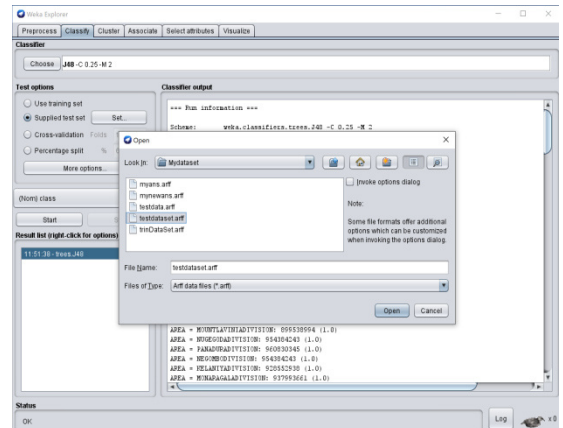 Weka Explorer
Preprocess Classify Cluster Associate Select attributes Visualize
Classifier
Choose J48 -C 0.25 -M 2
Test options
Use training set
Supplied test set Set...
Cross-validation Folds
Percentage split %
More options...
(Nom) class
Start
Result list (right-click for options)
11:51:38 - trees.J48
Classifier output
=== Run information ===
Scheme: weka.classifiers.trees.J48 -C 0.25 -M 2
Open
Look In: Mydataset
myans.arff
mynewans.arff
testdata.arff
testdataset.arff
trinDataSet.arff
Invoke options dialog
Note:
Some file formats offer additional
options which can be customized
when invoking the options dialog.
File Name: testdataset.arff
Files of Type: Arff data files (*.arff)
Open Cancel
AREA = MOUNTLAVINIADIVISION: 899538994 (1.0)
AREA = NUGEGODADIVISION: 954384243 (1.0)
AREA = PANADURADIVISION: 960830345 (1.0)
AREA = NEGOMBODIVISION: 954384243 (1.0)
AREA = KELANIYADIVISION: 928552938 (1.0)
AREA = MONARAGALADIVISION: 937993661 (1.0)
Status
OK
Log
x 0